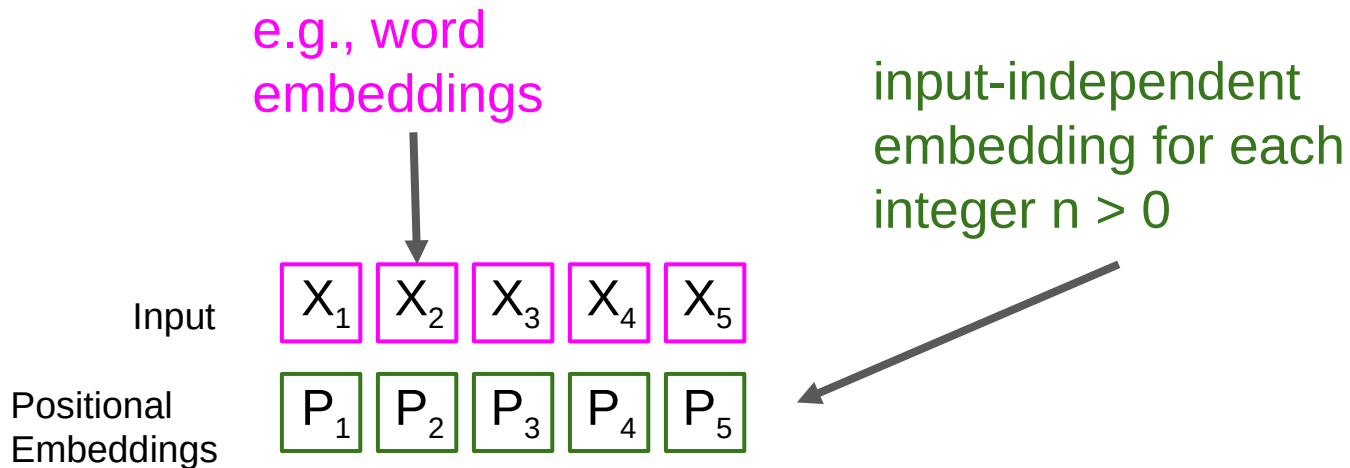 e.g., word
embeddings
input-independent
embedding for each
integer n > 0
Input X₁ X₂ X₃ X₄ X₅
Positional
Embeddings P₁ P₂ P₃ P₄ P₅